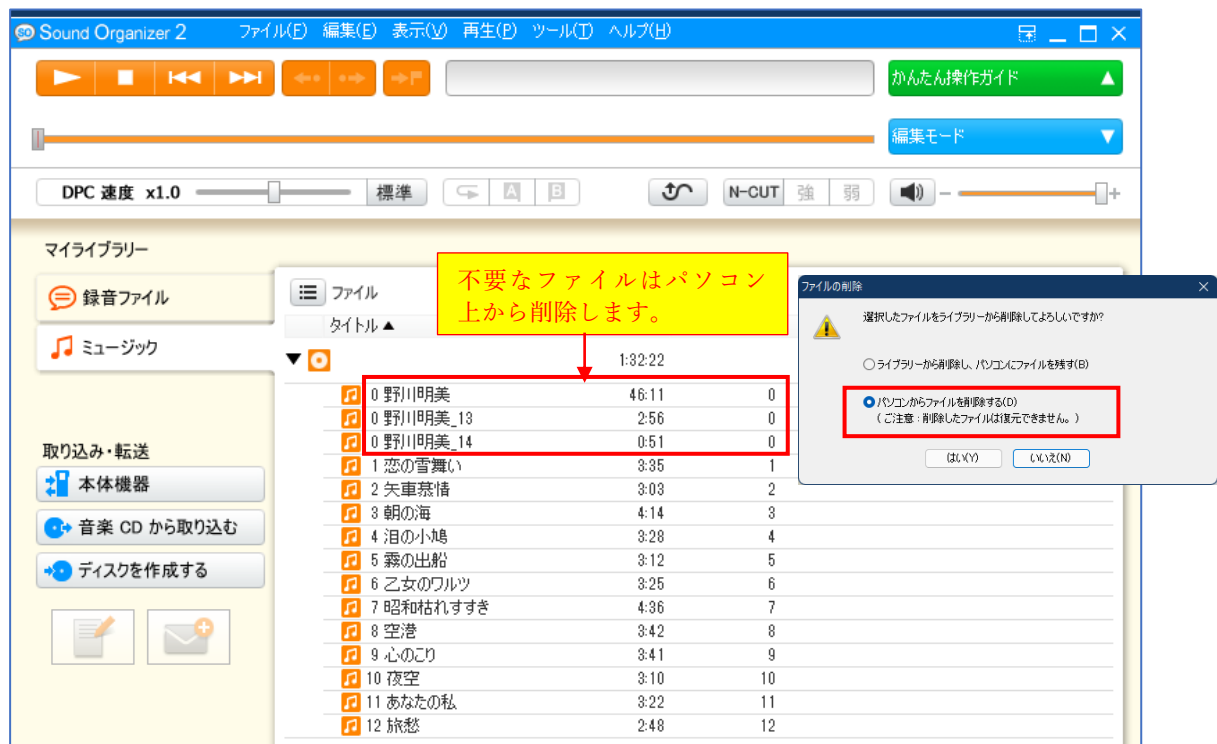 Sound Organizer 2 ファイル(F) 編集(E) 表示(V) 再生(P) ツール(T) ヘルプ(H)
かんたん操作ガイド
編集モード
DPC 速度 x1.0 標準 A B N-CUT 強 弱
マイライブラリー
録音ファイル
ミュージック
取り込み・転送
本体機器
音楽 CD から取り込む
ディスクを作成する
ファイル
タイトル▲
1:32:22
0 野川明美 46:11 0
0 野川明美_13 2:56 0
0 野川明美_14 0:51 0
1 恋の雪舞い 3:35 1
2 矢車慕情 3:03 2
3 朝の海 4:14 3
4 泪の小鳩 3:28 4
5 霧の出船 3:12 5
6 乙女のワルツ 3:25 6
7 昭和枯れすすき 4:36 7
8 空港 3:42 8
9 心のこり 3:41 9
10 夜空 3:10 10
11 あなたの私 3:22 11
12 旅愁 2:48 12
不要なファイルはパソコン
上から削除します。
ファイルの削除
選択したファイルをライブラリーから削除してよろしいですか?
ライブラリーから削除し、パソコンにファイルを残す(B)
パソコンからファイルを削除する(D)
(ご注意:削除したファイルは復元できません。)
はい(Y) いいえ(N)